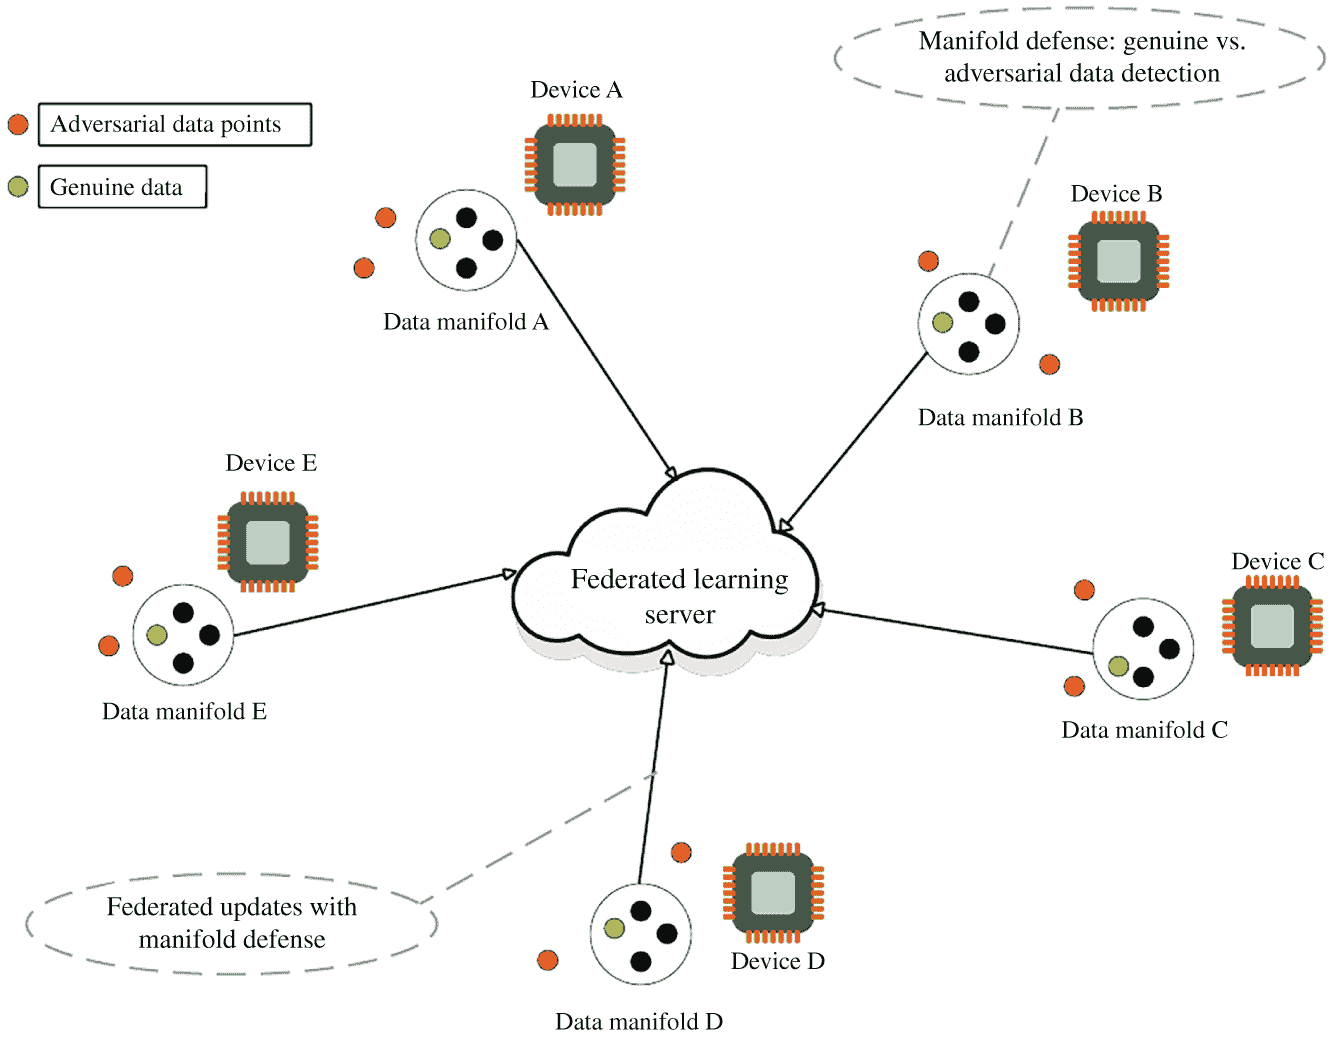 Manifold defense: genuine vs.
adversarial data detection
Device A
Adversarial data points
Genuine data
Device B
Data manifold A
Data manifold B
Device E
Device C
Federated learning
server
Data manifold E
Data manifold C
Federated updates with
manifold defense
Device D
Data manifold D